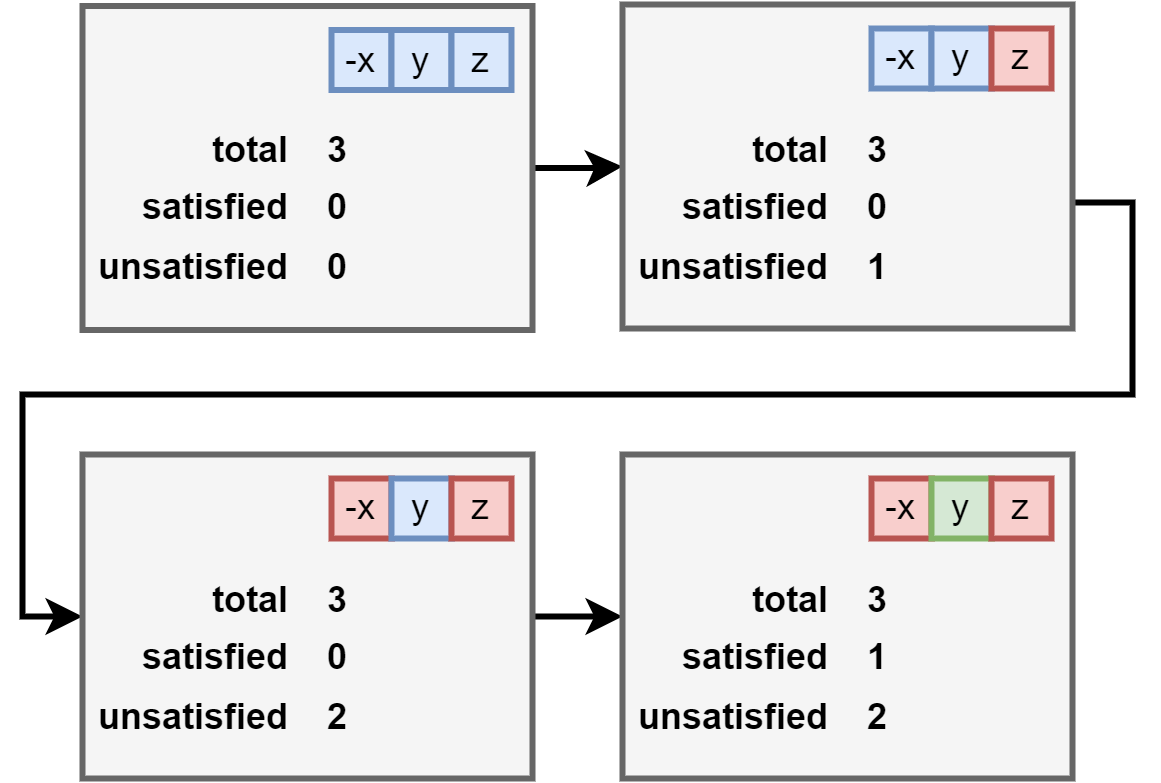 -x y z
total 3
satisfied 0
unsatisfied 0
-x y z
total 3
satisfied 0
unsatisfied 1
-x y z
total 3
satisfied 0
unsatisfied 2
-x y z
total 3
satisfied 1
unsatisfied 2